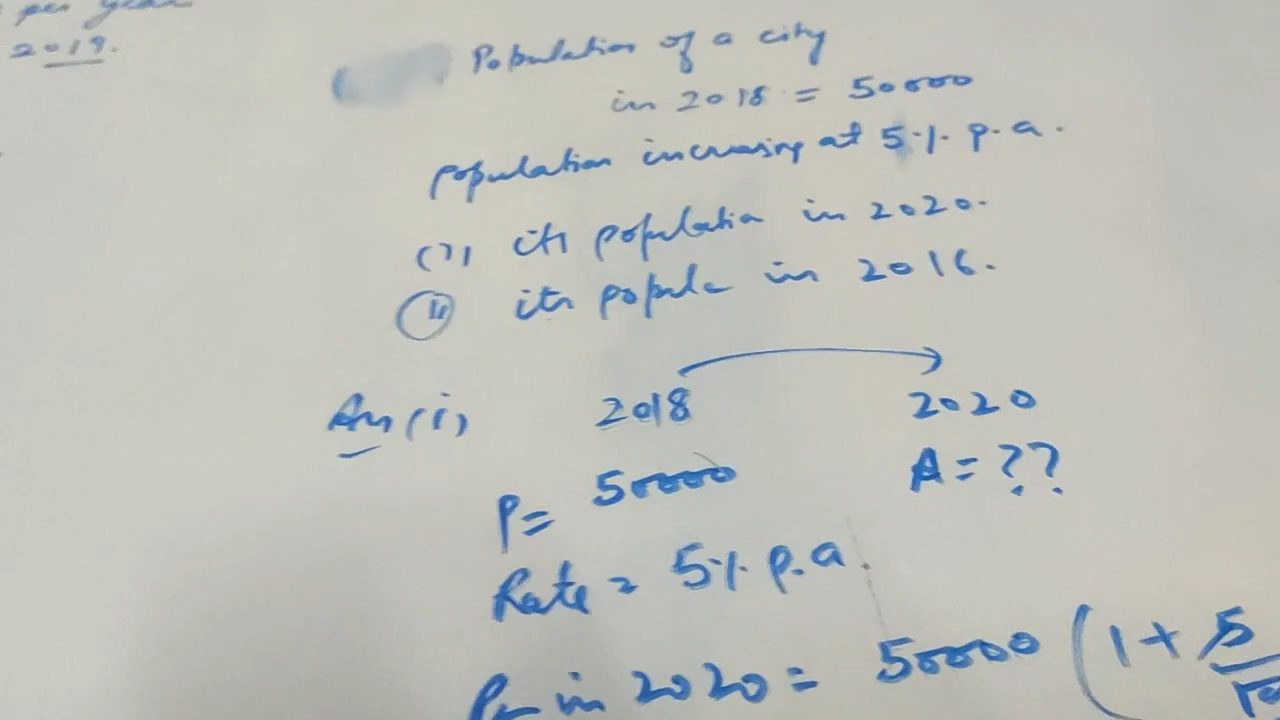 per year
2019.
Population of a city
in 2018 = 50000
population increasing at 5% p.a.
(i) its population in 2020.
(ii) its popula in 2016.
Ans (i) 2018 2020
P= 50000 A = ??
Rate = 5% p.a.
in 2020 = 50000 (1 + 5/